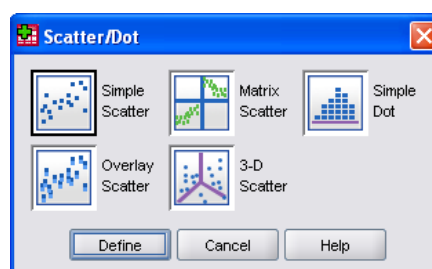 Scatter/Dot
Simple
Scatter
Matrix
Scatter
Simple
Dot
Overlay
Scatter
3-D
Scatter
Define
Cancel
Help